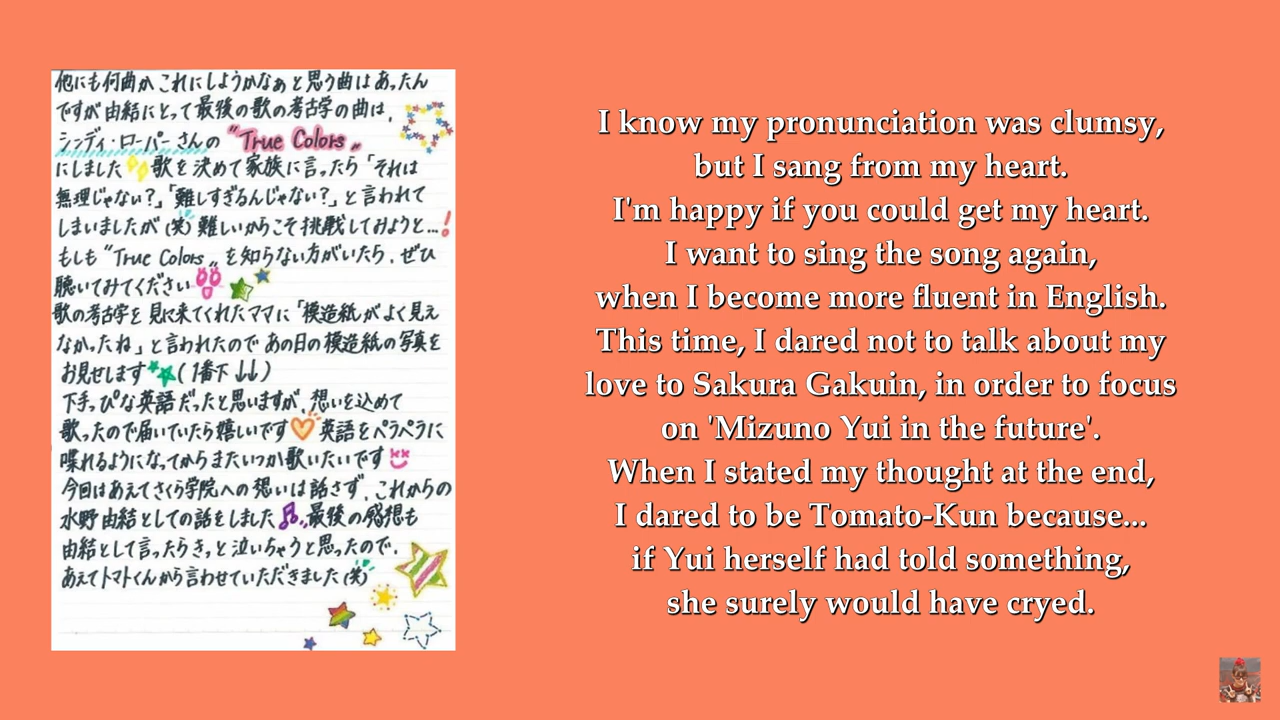 他にも何曲か これにしようかなぁと思う曲はあったん
ですが 由結にとって最後の歌の考古学の曲は,
シンディ・ローパーさんの "True Colors„
にしました 歌を決めて家族に言ったら「それは
無理じゃない?」「難しすぎるんじゃない?」と言われて
しまいましたが (笑) 難しいからこそ挑戦してみようと...!
もしも "True Colors„ を知らない方がいたら, ぜひ
聴いてみてください
歌の考古学を見に来てくれたママに「模造紙がよく見え
なかったね」と言われたので あの日の模造紙の写真を
お見せします (1番下↓↓)
下手っぴな英語だったと思いますが, 想いを込めて
歌ったので届いていたら嬉しいです 英語をペラペラに
喋れるようになってからまたいつか歌いたいです
今回はあえてさくら学院への想いは話さず, これからの
水野由結としての話をしました 最後の感想も
由結として言ったらきっと泣いちゃうと思ったので,
あえてトマトくんから言わせていただきました (笑)
I know my pronunciation was clumsy,
but I sang from my heart.
I'm happy if you could get my heart.
I want to sing the song again,
when I become more fluent in English.
This time, I dared not to talk about my
love to Sakura Gakuin, in order to focus
on 'Mizuno Yui in the future'.
When I stated my thought at the end,
I dared to be Tomato-Kun because...
if Yui herself had told something,
she surely would have cryed.